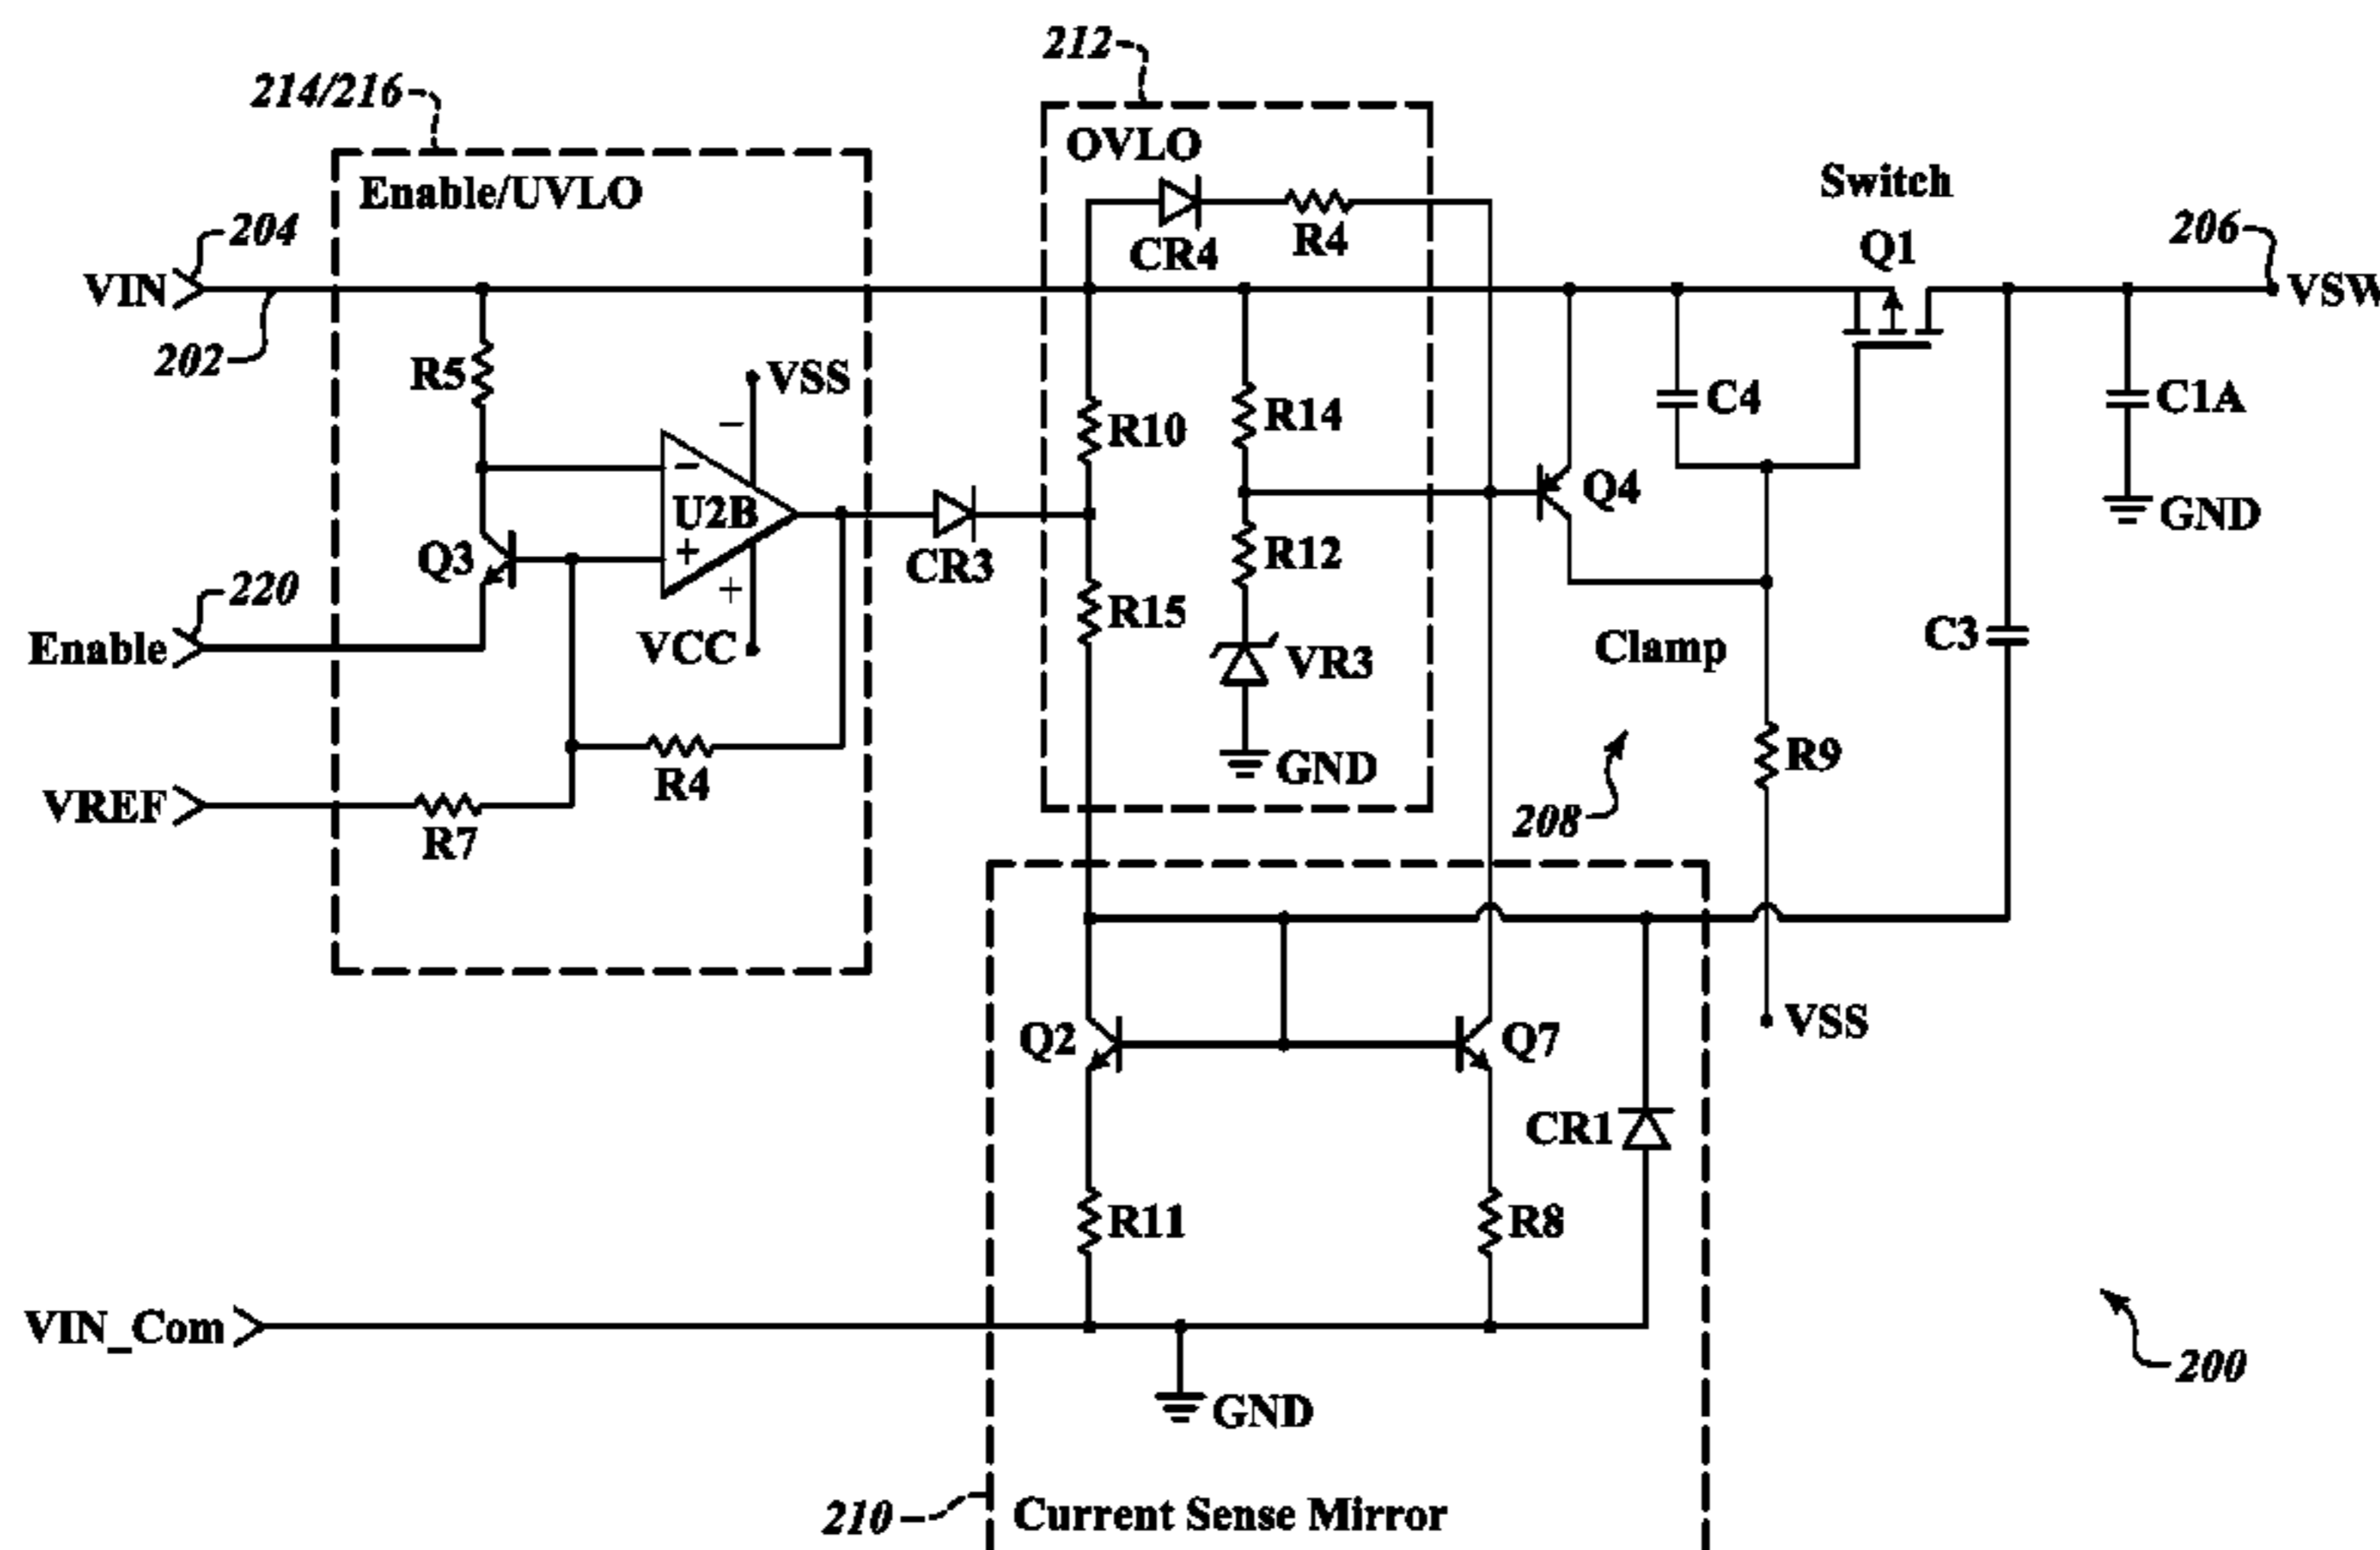 212
214/216
OVLO
Enable/UVLO
Switch
204
206
CR4
R4
Q1
VIN
VSW
202
R5
VSS
R10
R14
C4
C1A
−
−
U2B
Q4
GND
Q3
+
CR3
R12
220
+
R15
Enable
VCC
VR3
Clamp
C3
R4
GND
R9
VREF
208
R7
Q2
Q7
VSS
CR1
R11
R8
VIN_Com
200
GND
210
Current Sense Mirror